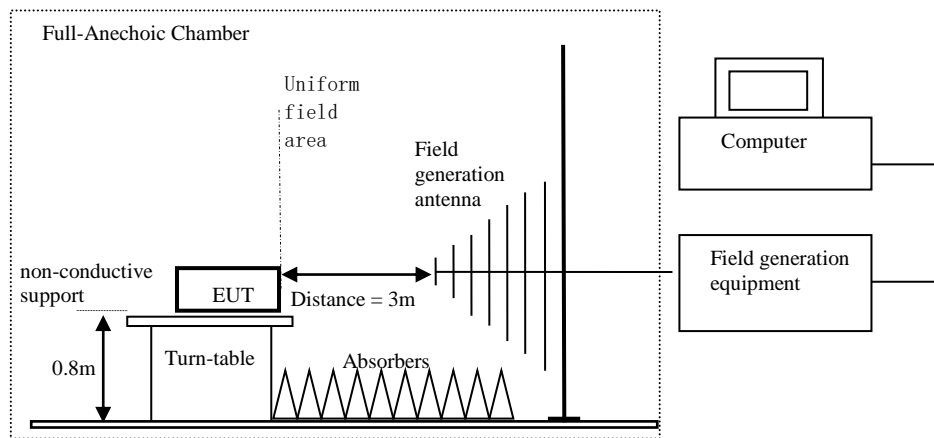 Full-Anechoic Chamber
Uniform
field
area
Field
generation
antenna
Computer
non-conductive
support
EUT
Distance = 3m
Field generation
equipment
0.8m
Turn-table
Absorbers